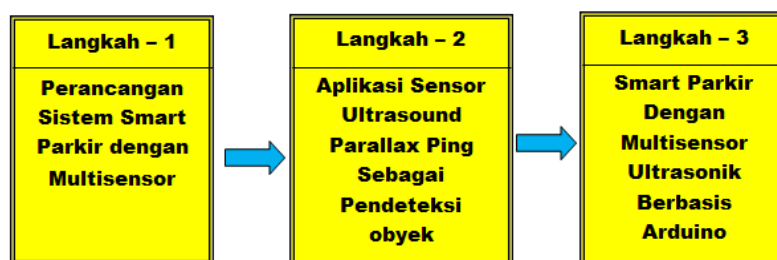 Langkah – 1
Perancangan
Sistem Smart
Parkir dengan
Multisensor
Langkah – 2
Aplikasi Sensor
Ultrasound
Parallax Ping
Sebagai
Pendeteksi
obyek
Langkah – 3
Smart Parkir
Dengan
Multisensor
Ultrasonik
Berbasis
Arduino